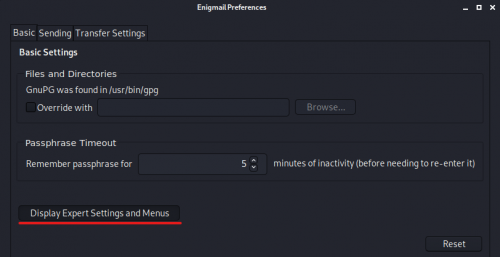 Enigmail Preferences
Basic Sending Transfer Settings
Basic Settings
Files and Directories
GnuPG was found in /usr/bin/gpg
Override with Browse...
Passphrase Timeout
Remember passphrase for 5 minutes of inactivity (before needing to re-enter it)
Display Expert Settings and Menus
Reset